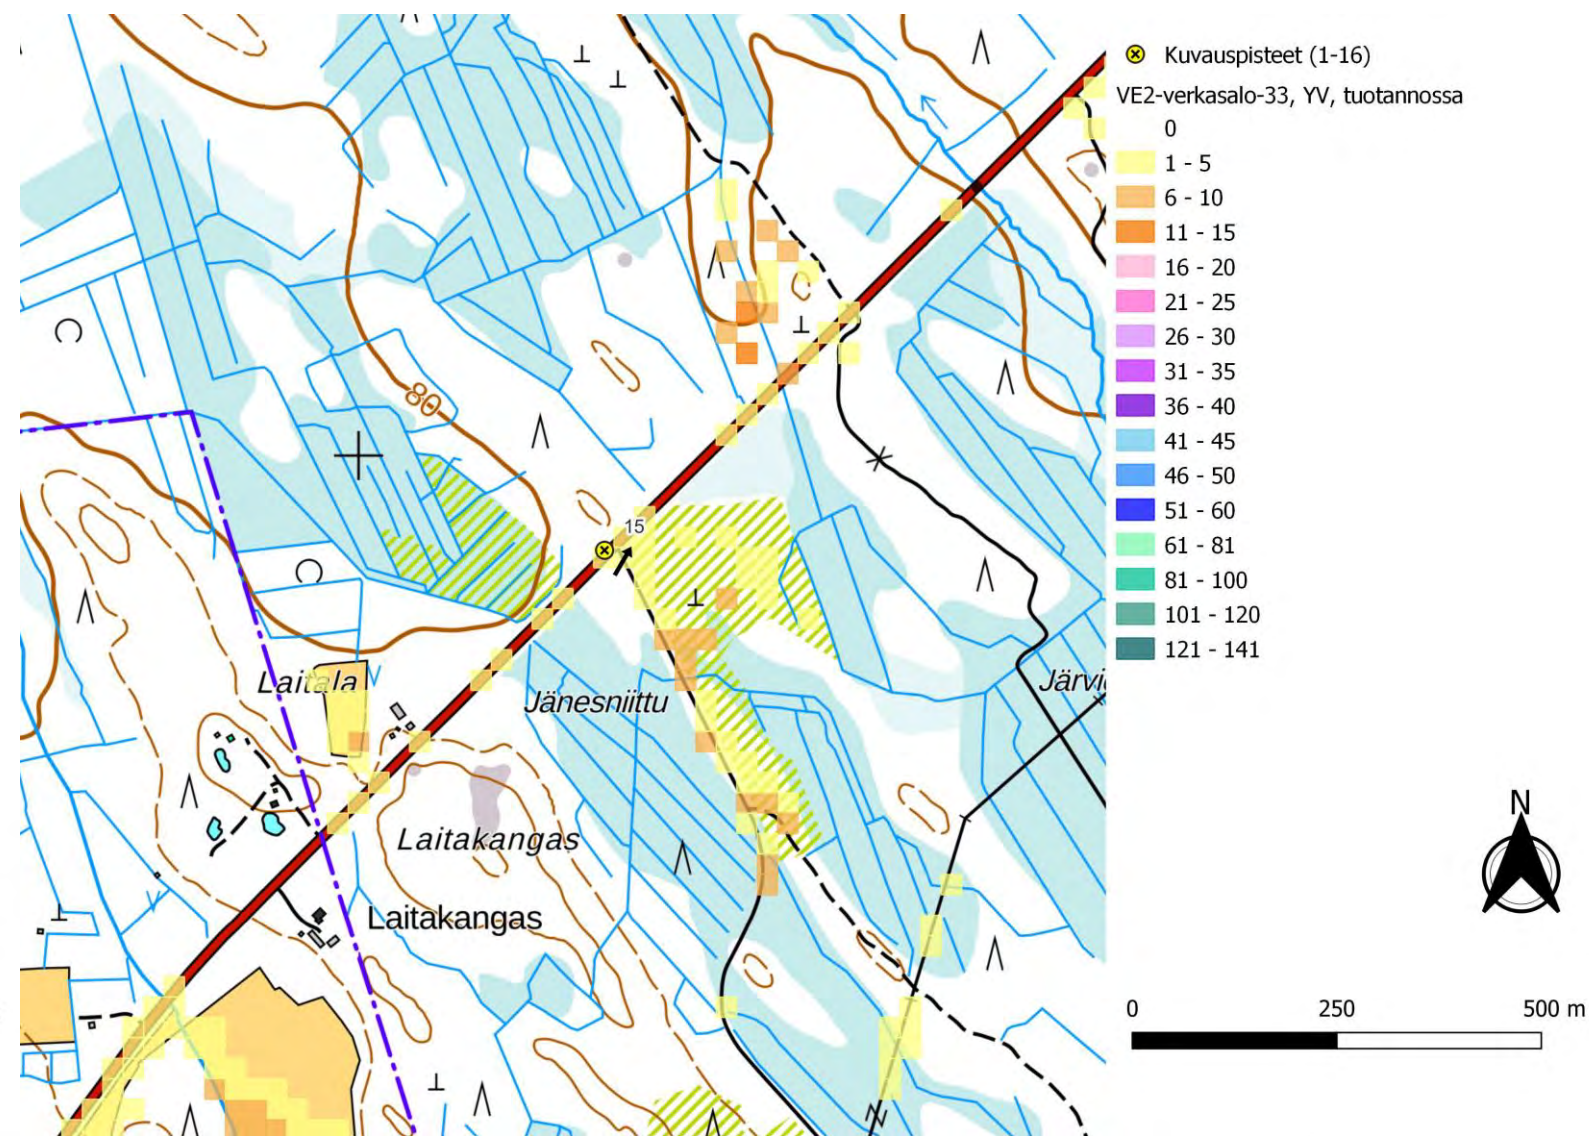 Kuvauspisteet (1-16)
VE2-verkasalo-33, YV, tuotannossa
0
1 - 5
6 - 10
11 - 15
16 - 20
21 - 25
26 - 30
31 - 35
36 - 40
41 - 45
46 - 50
51 - 60
61 - 81
81 - 100
101 - 120
121 - 141
80
15
Laitala
Jänesniittu
Järvi
Laitakangas
Laitakangas
N
0 250 500 m